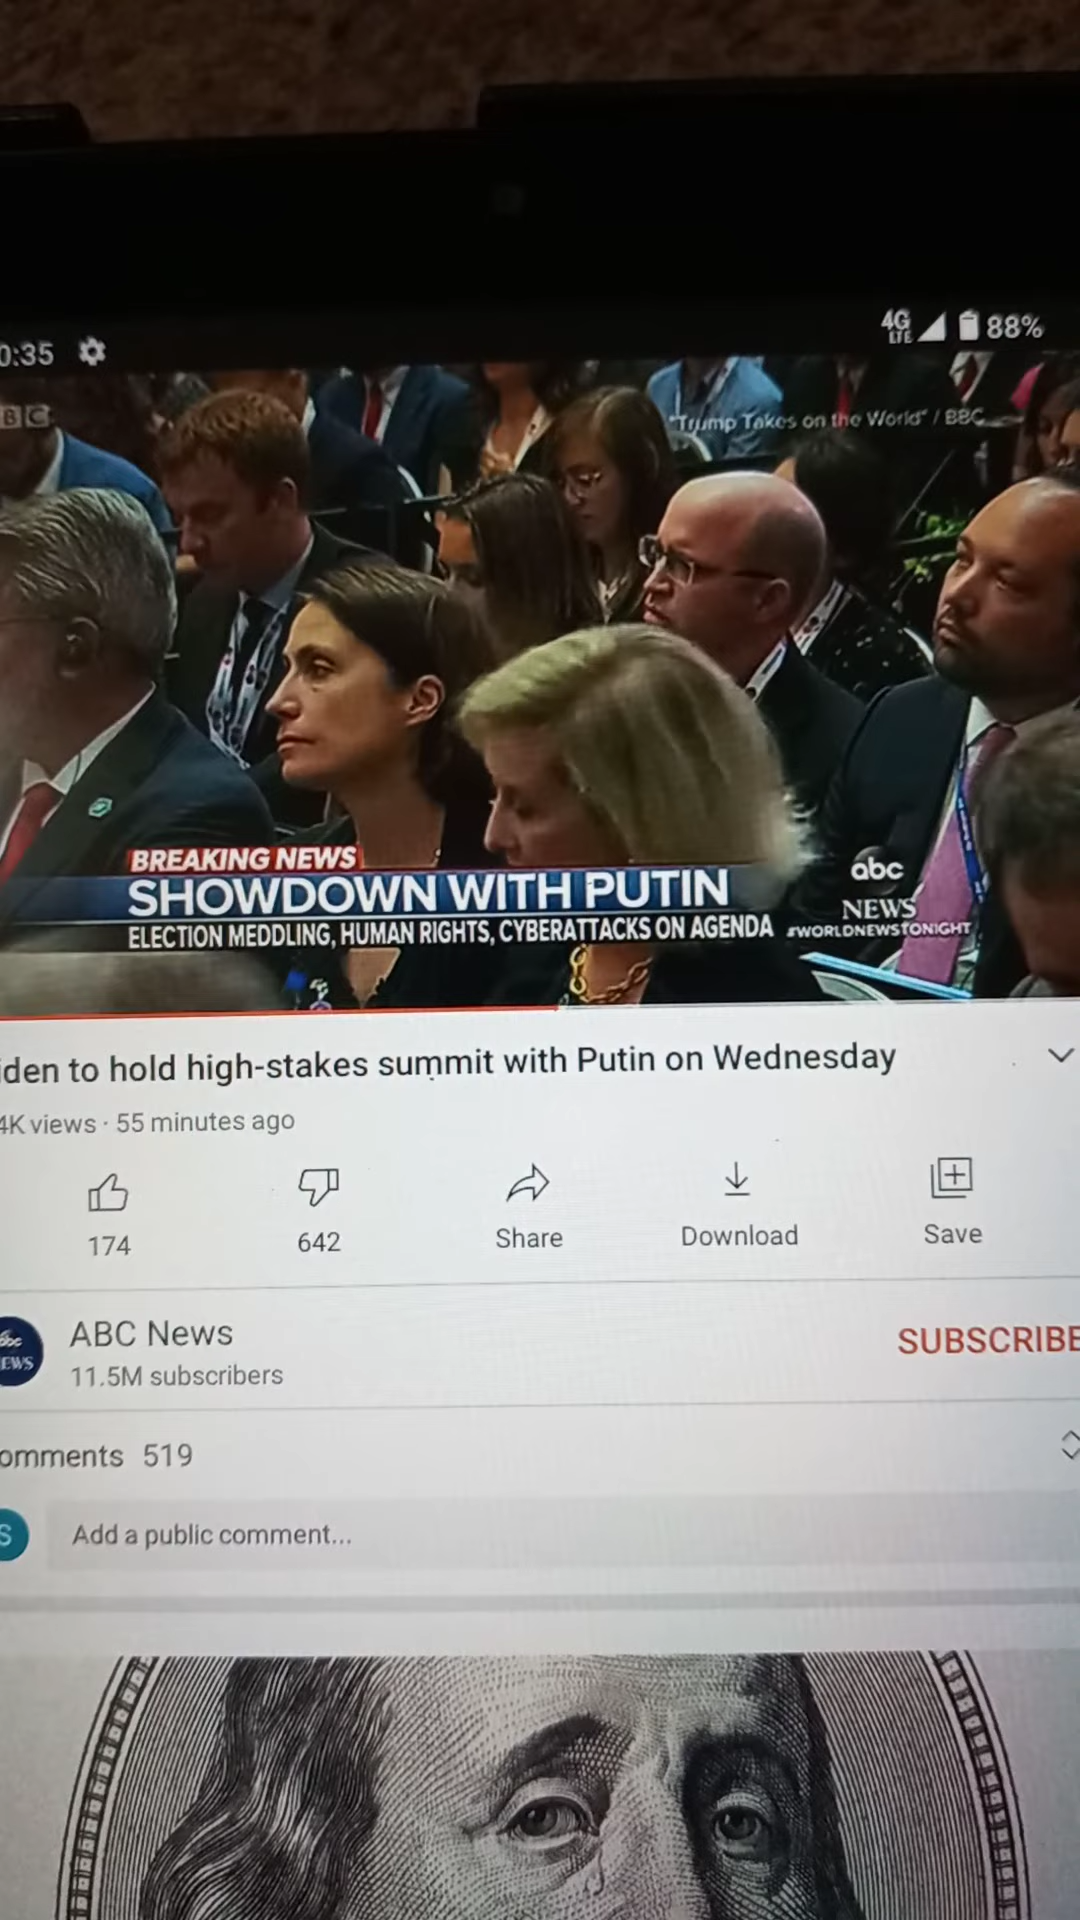 0:35
4G
LTE
88%
BBC
"Trump Takes on the World" / BBC
BREAKING NEWS
SHOWDOWN WITH PUTIN
ELECTION MEDDLING, HUMAN RIGHTS, CYBERATTACKS ON AGENDA
abc
NEWS
#WORLDNEWSTONIGHT
iden to hold high-stakes summit with Putin on Wednesday
4K views · 55 minutes ago
174
642
Share
Download
Save
abc
EWS
ABC News
11.5M subscribers
SUBSCRIBE
omments 519
S
Add a public comment...